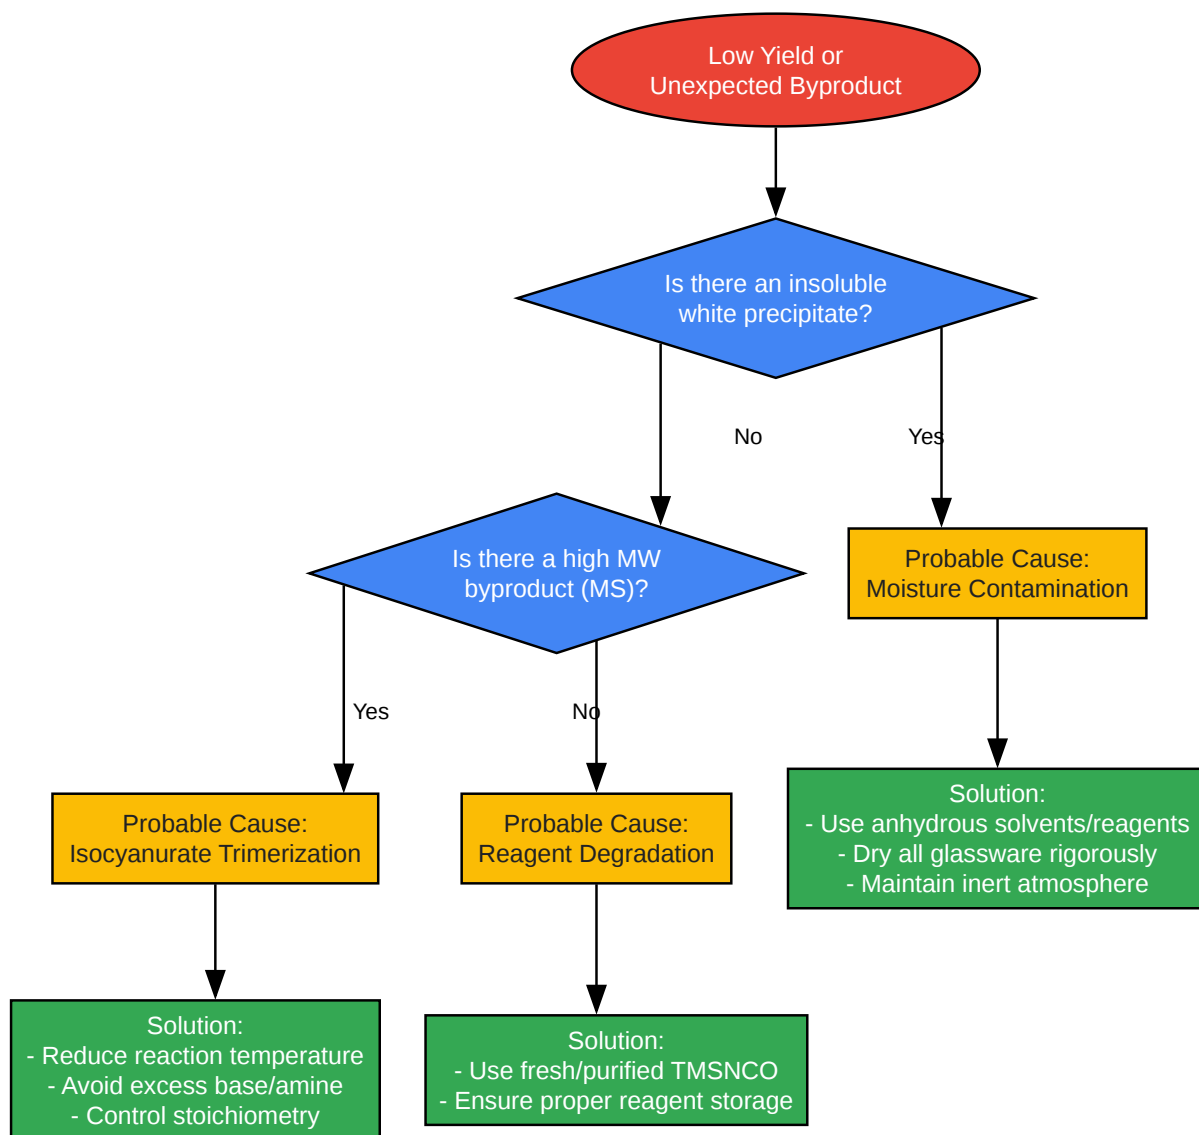 Low Yield or
Unexpected Byproduct
Is there an insoluble
white precipitate?
No
Yes
Is there a high MW
byproduct (MS)?
Probable Cause:
Moisture Contamination
Yes
No
Probable Cause:
Isocyanurate Trimerization
Probable Cause:
Reagent Degradation
Solution:
- Use anhydrous solvents/reagents
- Dry all glassware rigorously
- Maintain inert atmosphere
Solution:
- Reduce reaction temperature
- Avoid excess base/amine
- Control stoichiometry
Solution:
- Use fresh/purified TMSNCO
- Ensure proper reagent storage